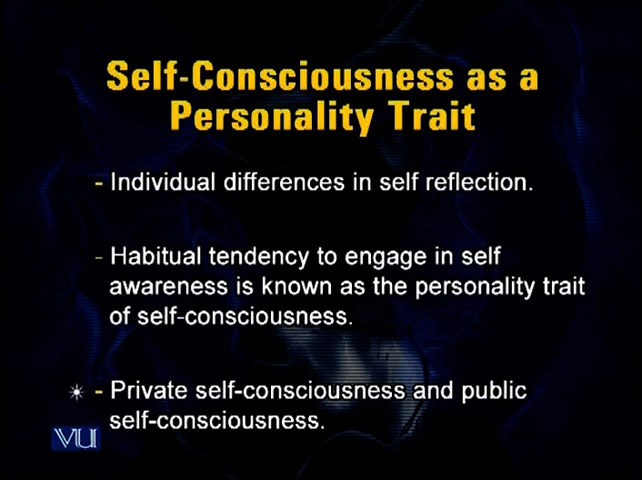 Self-Consciousness as a
Personality Trait
- Individual differences in self reflection.
- Habitual tendency to engage in self
awareness is known as the personality trait
of self-consciousness.
- Private self-consciousness and public
self-consciousness.
VU